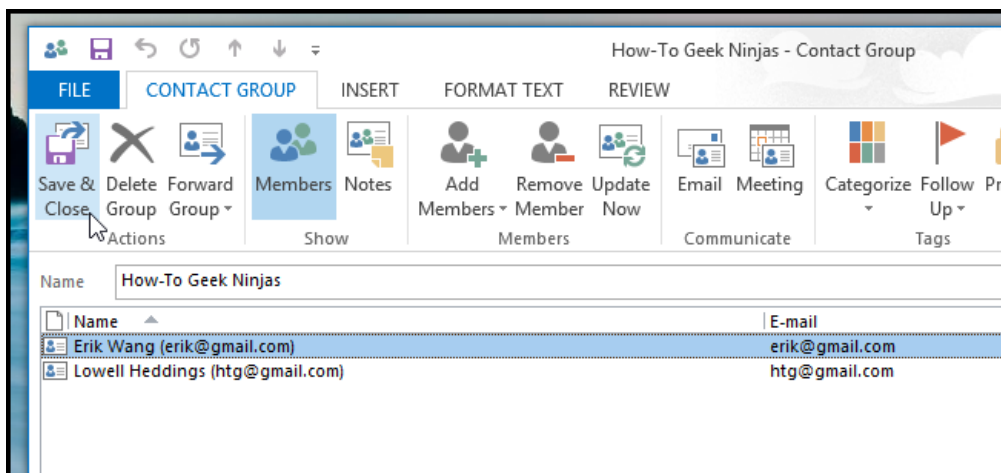 How-To Geek Ninjas - Contact Group
FILE CONTACT GROUP INSERT FORMAT TEXT REVIEW
Save & Delete Forward Members Notes Add Remove Update Email Meeting Categorize Follow
Close Group Group Members Member Now Up
Actions Show Members Communicate Tags
Name How-To Geek Ninjas
Name E-mail
Erik Wang (erik@gmail.com) erik@gmail.com
Lowell Heddings (htg@gmail.com) htg@gmail.com